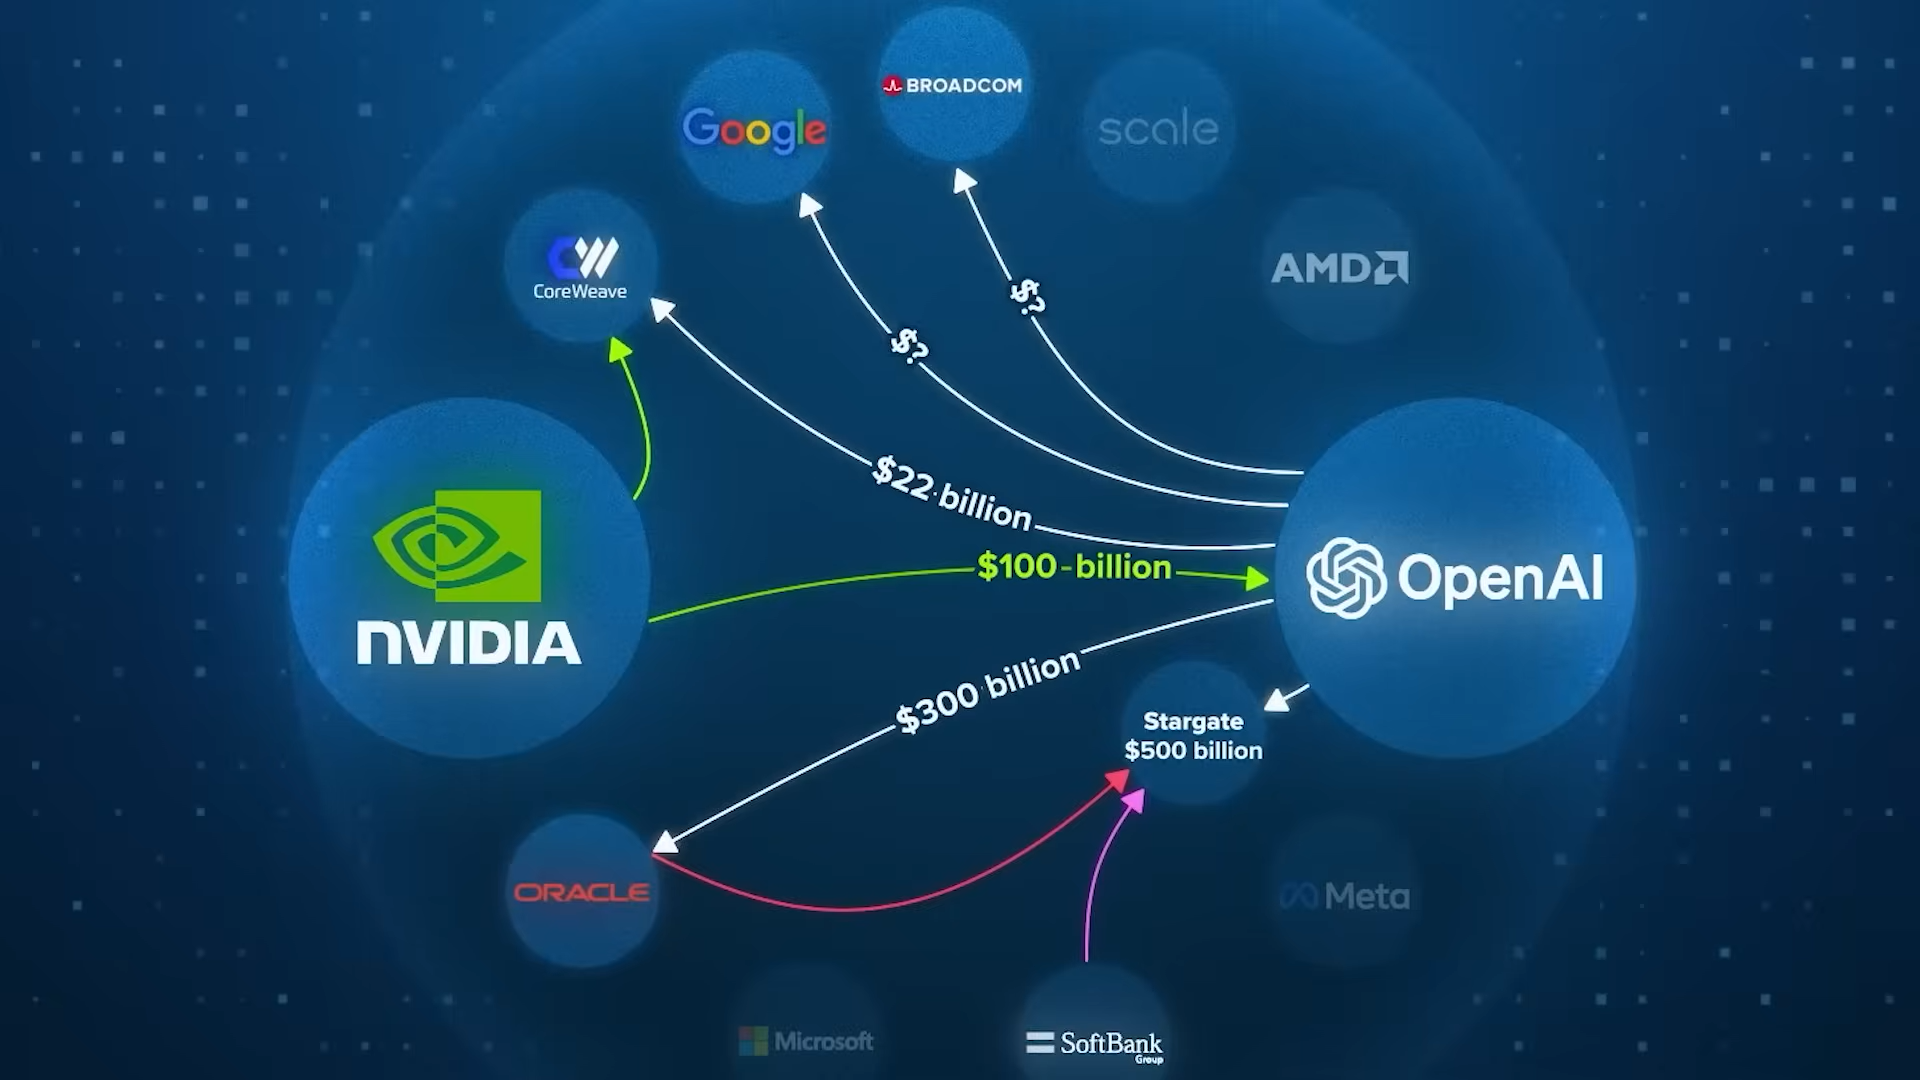 BROADCOM
Google
scale
CoreWeave
AMD
$?
$?
$22 billion
$100 billion
NVIDIA
OpenAI
$300 billion
Stargate
$500 billion
ORACLE
Meta
Microsoft
SoftBank
Group